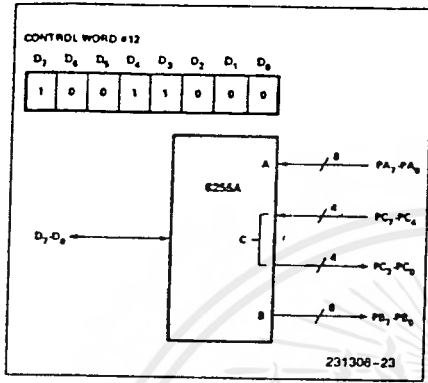 CONTROL WORD #12
D7 D6 D5 D4 D3 D2 D1 D0
1 0 0 1 1 0 0 0
A 8 PA7-PA0
8255A
4 PC7-PC4
D7-D0 C
4 PC3-PC0
B 8 PB7-PB0
231308-23